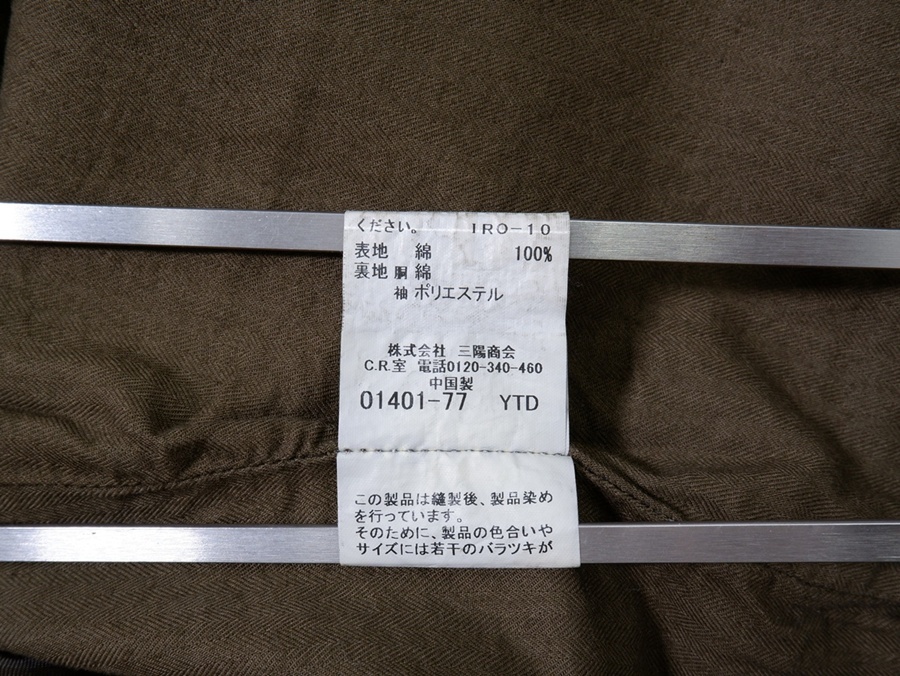 ください。 IRO-10
表地 綿 100%
裏地 胴 綿
袖 ポリエステル
株式会社 三陽商会
C.R.室 電話0120-340-460
中国製
01401-77 YTD
この製品は縫製後、製品染め
を行っています。
そのために、製品の色合いや
サイズには若干のバラツキが